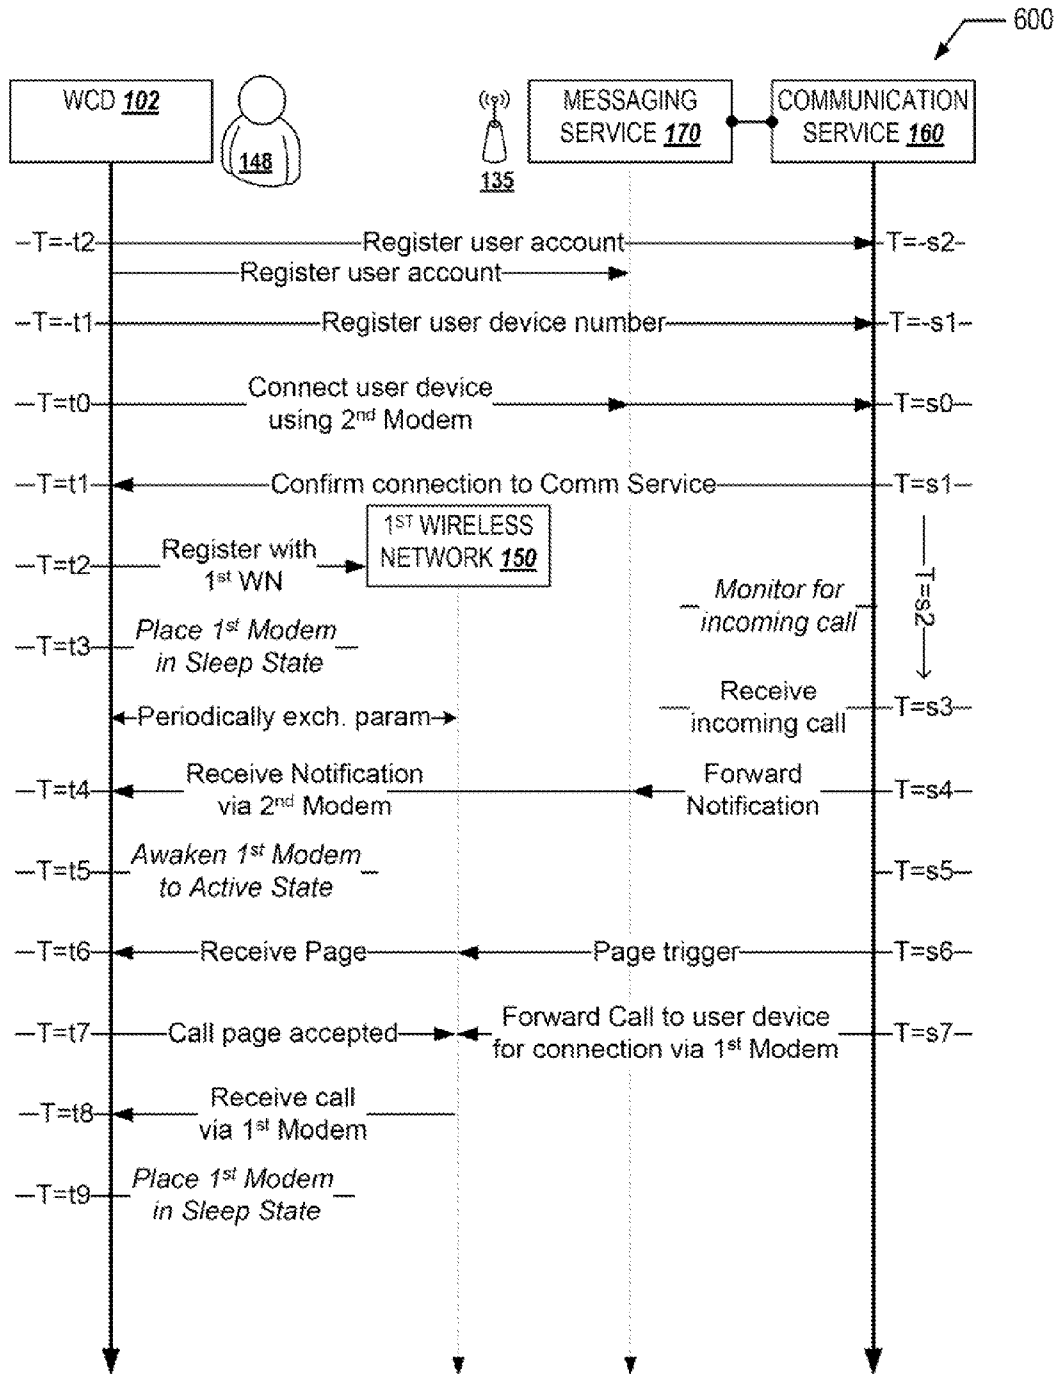 600
WCD 102
148
135
MESSAGING
SERVICE 170
COMMUNICATION
SERVICE 160
T=-t2
Register user account
T=-s2
Register user account
T=-t1
Register user device number
T=-s1
T=t0
Connect user device
using 2nd Modem
T=s0
T=t1
Confirm connection to Comm Service
T=s1
1ST WIRELESS
NETWORK 150
T=t2
Register with
1st WN
Monitor for
incoming call
T=s2
T=t3
Place 1st Modem
in Sleep State
Periodically exch. param
Receive
incoming call
T=s3
T=t4
Receive Notification
via 2nd Modem
Forward
Notification
T=s4
T=t5
Awaken 1st Modem
to Active State
T=s5
T=t6
Receive Page
Page trigger
T=s6
T=t7
Call page accepted
Forward Call to user device
for connection via 1st Modem
T=s7
T=t8
Receive call
via 1st Modem
T=t9
Place 1st Modem
in Sleep State